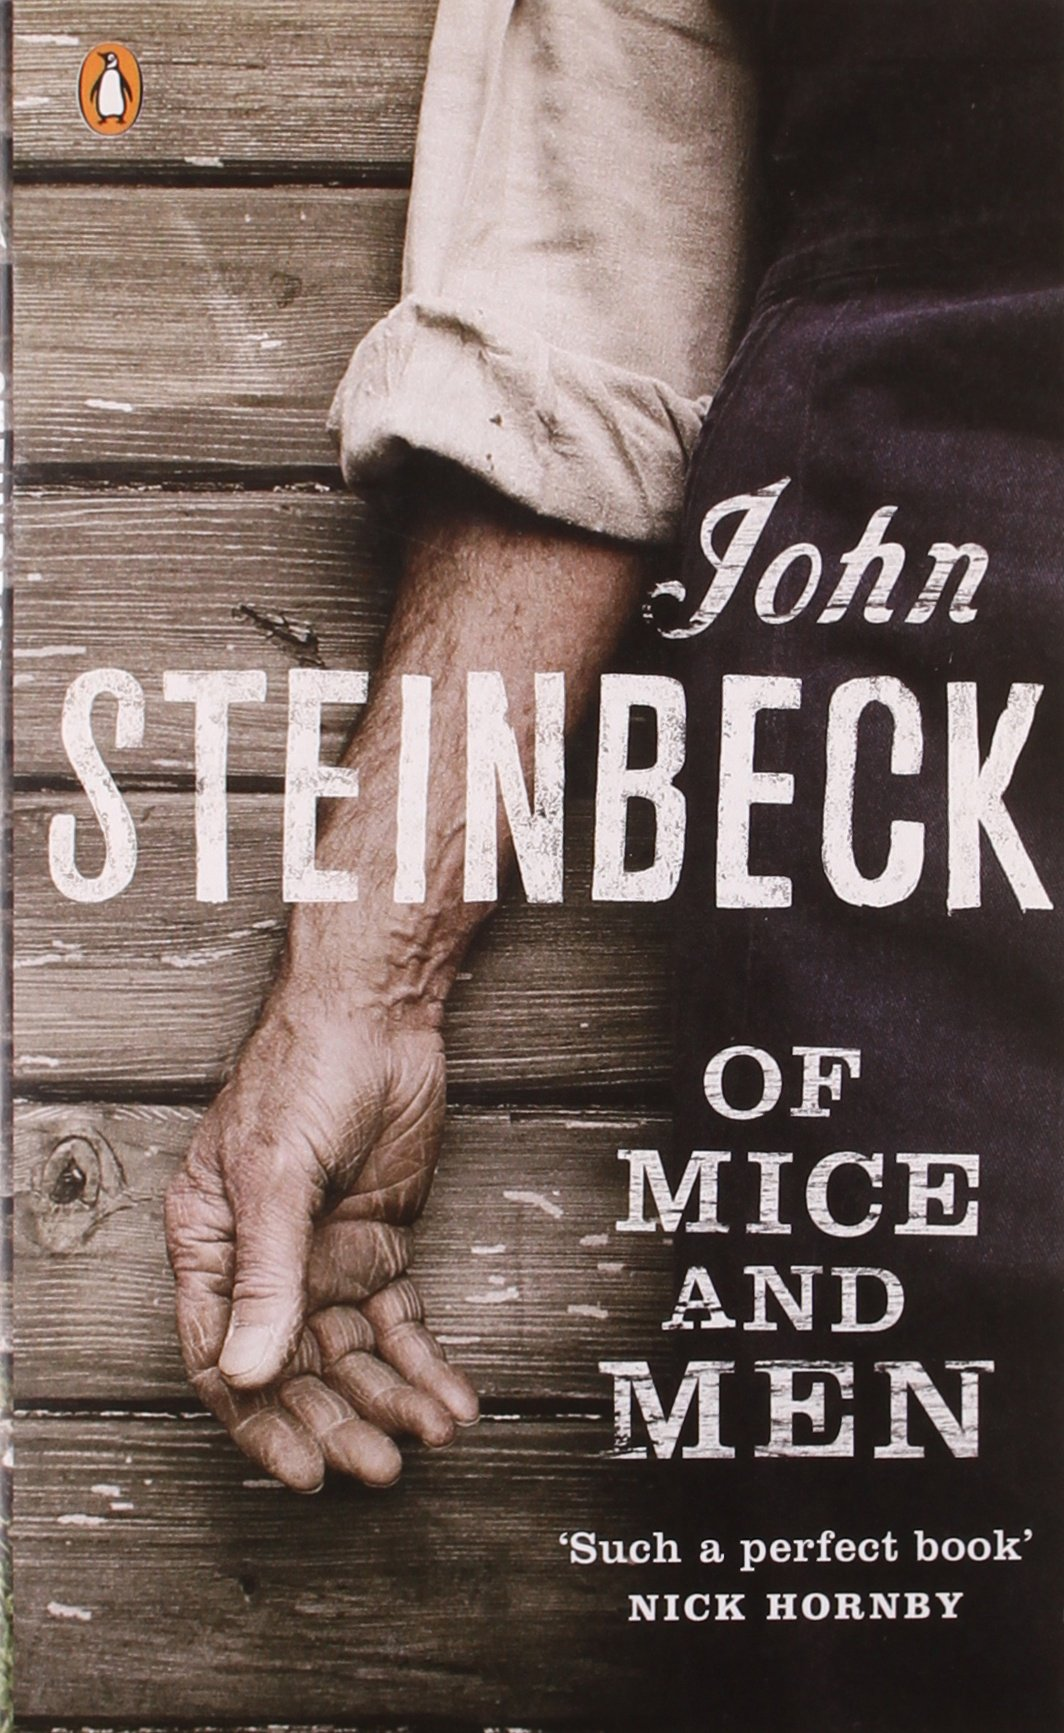 John
STEINBECK
OF
MICE
AND
MEN
‘Such a perfect book’
NICK HORNBY